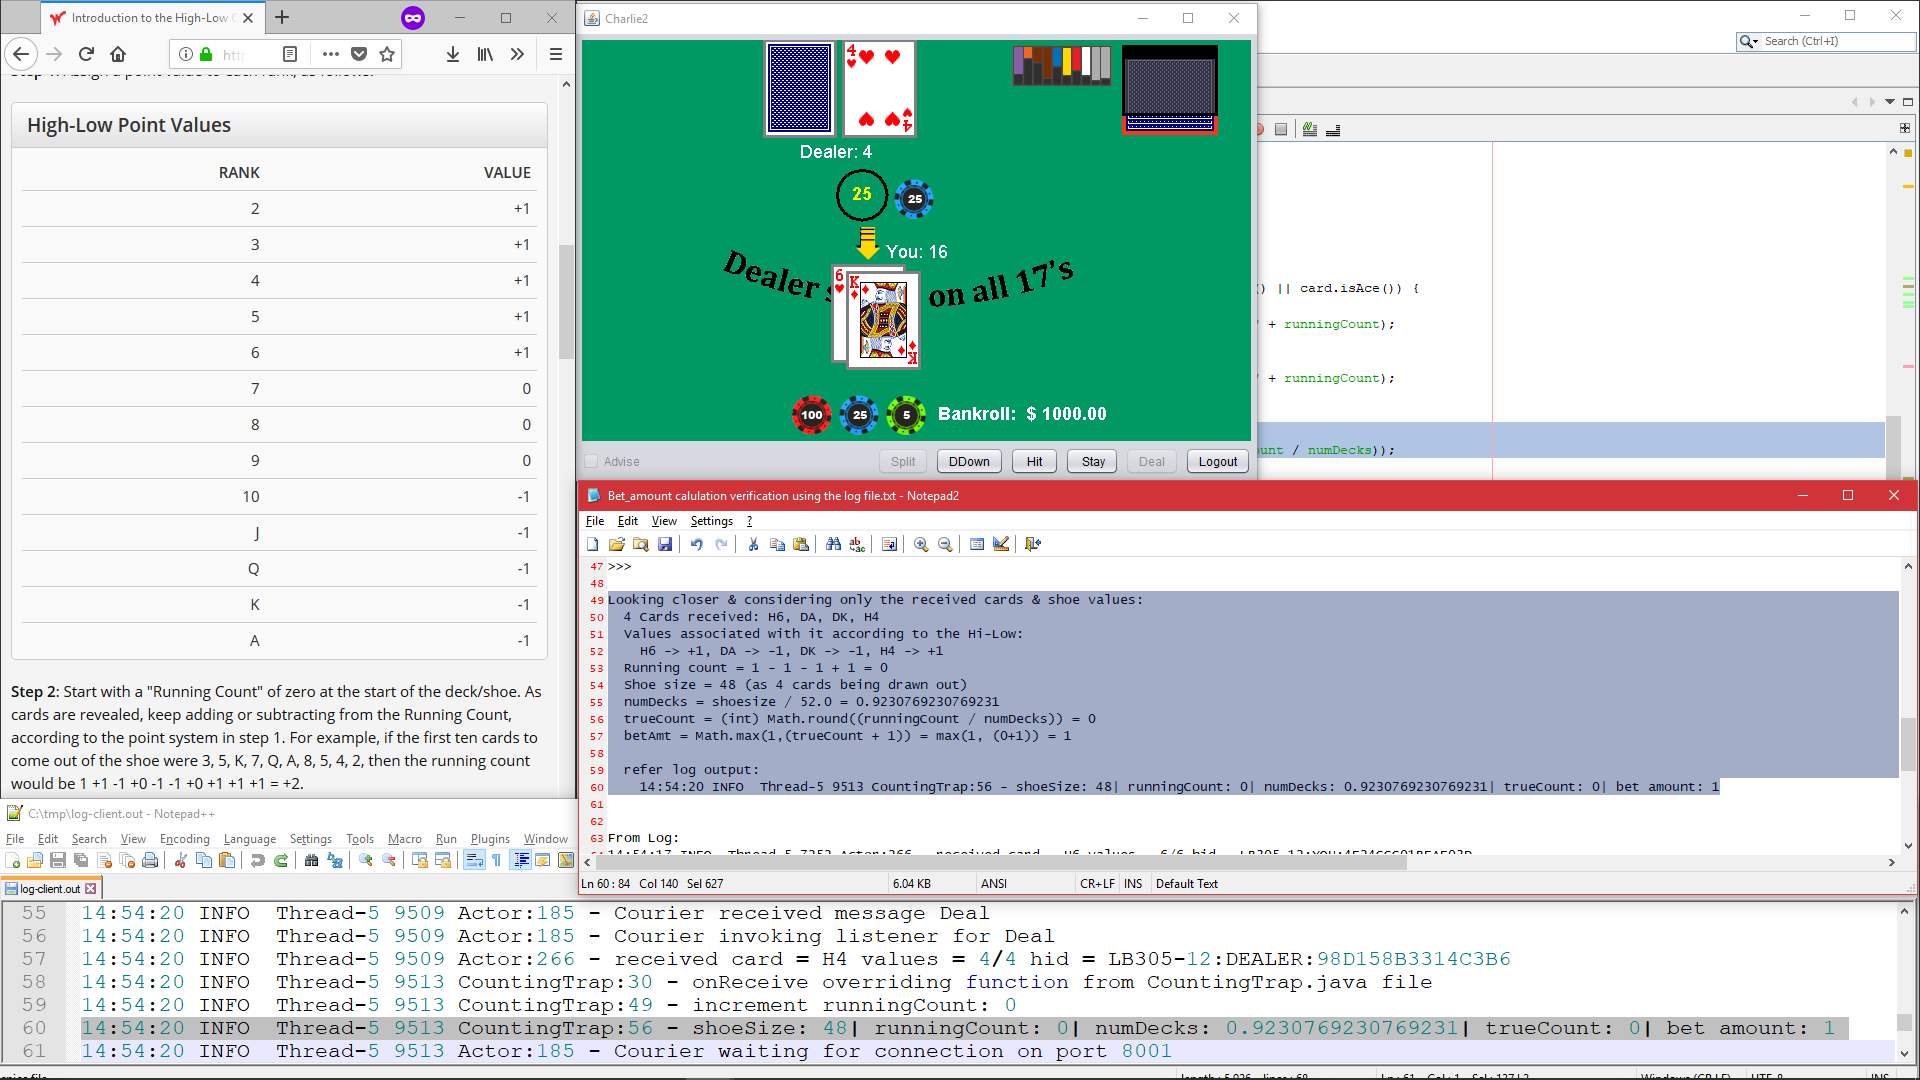 Introduction to the High-Low C
http:
High-Low Point Values
RANK VALUE
2 +1
3 +1
4 +1
5 +1
6 +1
7 0
8 0
9 0
10 -1
J -1
Q -1
K -1
A -1
Step 2: Start with a "Running Count" of zero at the start of the deck/shoe. As
cards are revealed, keep adding or subtracting from the Running Count,
according to the point system in step 1. For example, if the first ten cards to
come out of the shoe were 3, 5, K, 7, Q, A, 8, 5, 4, 2, then the running count
would be 1 +1 -1 +0 -1 -1 +0 +1 +1 +1 = +2.
Charlie2
4
4
Dealer: 4
25
25
You: 16
Dealer s on all 17's
6
K
K
100 25 5 Bankroll: $ 1000.00
Advise Split DDown Hit Stay Deal Logout
Search (Ctrl+I)
() || card.isAce()) {
" + runningCount);
" + runningCount);
unt / numDecks));
Bet_amount calulation verification using the log file.txt - Notepad2
File Edit View Settings ?
47 >>>
48
49 Looking closer & considering only the received cards & shoe values:
50 4 Cards received: H6, DA, DK, H4
51 Values associated with it according to the Hi-Low:
52 H6 -> +1, DA -> -1, DK -> -1, H4 -> +1
53 Running count = 1 - 1 - 1 + 1 = 0
54 Shoe size = 48 (as 4 cards being drawn out)
55 numDecks = shoesize / 52.0 = 0.9230769230769231
56 trueCount = (int) Math.round((runningCount / numDecks)) = 0
57 betAmt = Math.max(1,(trueCount + 1)) = max(1, (0+1)) = 1
58
59 refer log output:
60 14:54:20 INFO Thread-5 9513 CountingTrap:56 - shoeSize: 48| runningCount: 0| numDecks: 0.9230769230769231| trueCount: 0| bet amount: 1
61
62
63 From Log:
Ln 60 : 84 Col 140 Sel 627 6.04 KB ANSI CR+LF INS Default Text
C:\tmp\log-client.out - Notepad++
File Edit Search View Encoding Language Settings Tools Macro Run Plugins Window
log-client.out
55 14:54:20 INFO Thread-5 9509 Actor:185 - Courier received message Deal
56 14:54:20 INFO Thread-5 9509 Actor:185 - Courier invoking listener for Deal
57 14:54:20 INFO Thread-5 9509 Actor:266 - received card = H4 values = 4/4 hid = LB305-12:DEALER:98D158B3314C3B6
58 14:54:20 INFO Thread-5 9513 CountingTrap:30 - onReceive overriding function from CountingTrap.java file
59 14:54:20 INFO Thread-5 9513 CountingTrap:49 - increment runningCount: 0
60 14:54:20 INFO Thread-5 9513 CountingTrap:56 - shoeSize: 48| runningCount: 0| numDecks: 0.9230769230769231| trueCount: 0| bet amount: 1
61 14:54:20 INFO Thread-5 9513 Actor:185 - Courier waiting for connection on port 8001